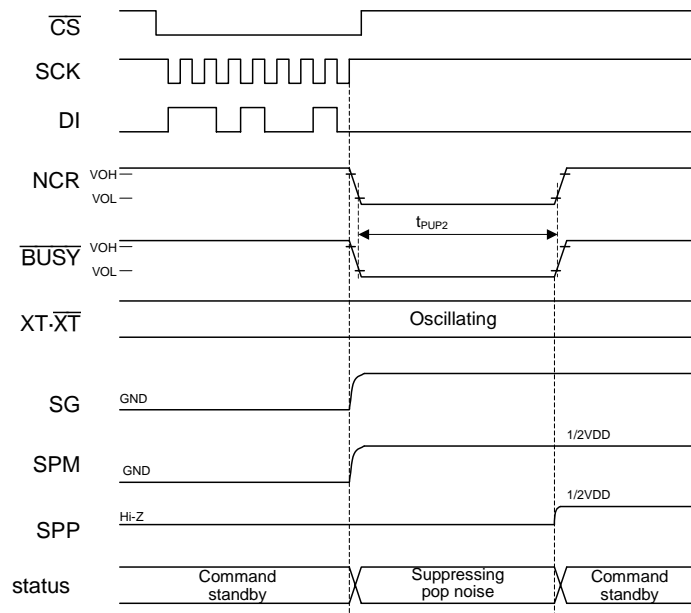 CS
SCK
DI
NCR
VOH
VOL
tPUP2
BUSY
VOH
VOL
XT·XT
Oscillating
SG
GND
SPM
GND
1/2VDD
SPP
Hi-Z
1/2VDD
status
Command standby
Suppressing pop noise
Command standby